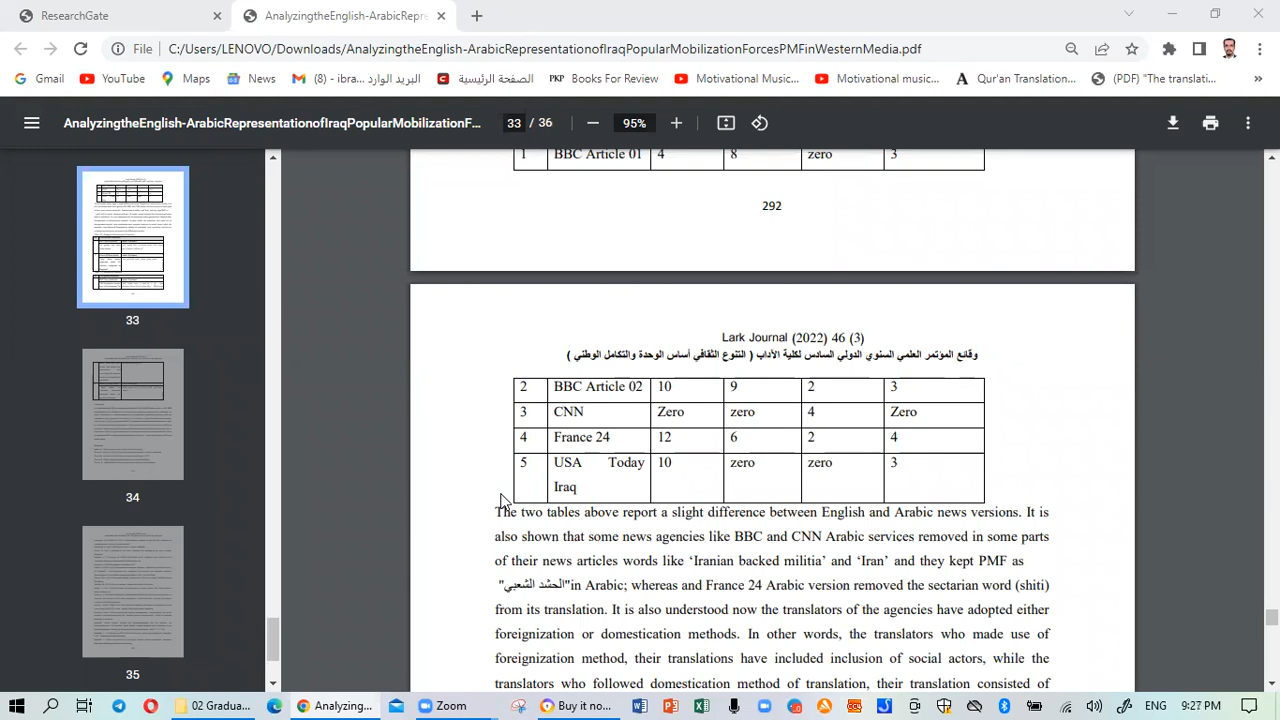 ResearchGate
AnalyzingtheEnglish-ArabicRepr
File C:/Users/LENOVO/Downloads/AnalyzingtheEnglish-ArabicRepresentationofIraqPopularMobilizationForcesPMFinWesternMedia.pdf
Gmail YouTube Maps News (8) - ibra... البريد الوارد الصفحة الرئيسية PKP Books For Review Motivational Music... Motivational music... A Qur'an Translation... (PDF) "The translati... »
AnalyzingtheEnglish-ArabicRepresentationofIraqPopularMobilizationF... 33 / 36 95%
1 BBC Article 01 4 8 zero 3
292
Lark Journal (2022) 46 (3)
وقائع المؤتمر العلمي السنوي الدولي السادس لكلية الآداب ( التنوع الثقافي أساس الوحدة والتكامل الوطني )
2 BBC Article 02 10 9 2 3
3 CNN Zero zero 4 Zero
France 24 12 6 2 4
5 USA Today 10 zero zero 3
Iraq
The two tables above report a slight difference between English and Arabic news versions. It is
also shown that some news agencies like BBC and CNN Arabic services removed in some parts
of their news articles words like 'Iranian backed militia' and 'Iran' and they kept PMF as
"الحشد الشعبي"in Arabic; whereas and France 24 Arabic version removed the sectarian word (shiti)
from its translation. It is also understood now the translators of the agencies have adopted either
foreignization or domestication methods. In other words, the translators who made use of
foreignization method, their translations have included inclusion of social actors, while the
translators who followed domestication method of translation, their translation consisted of
33
34
35
02 Gradua... Analyzing... Zoom Buy it no... ENG 9:27 PM